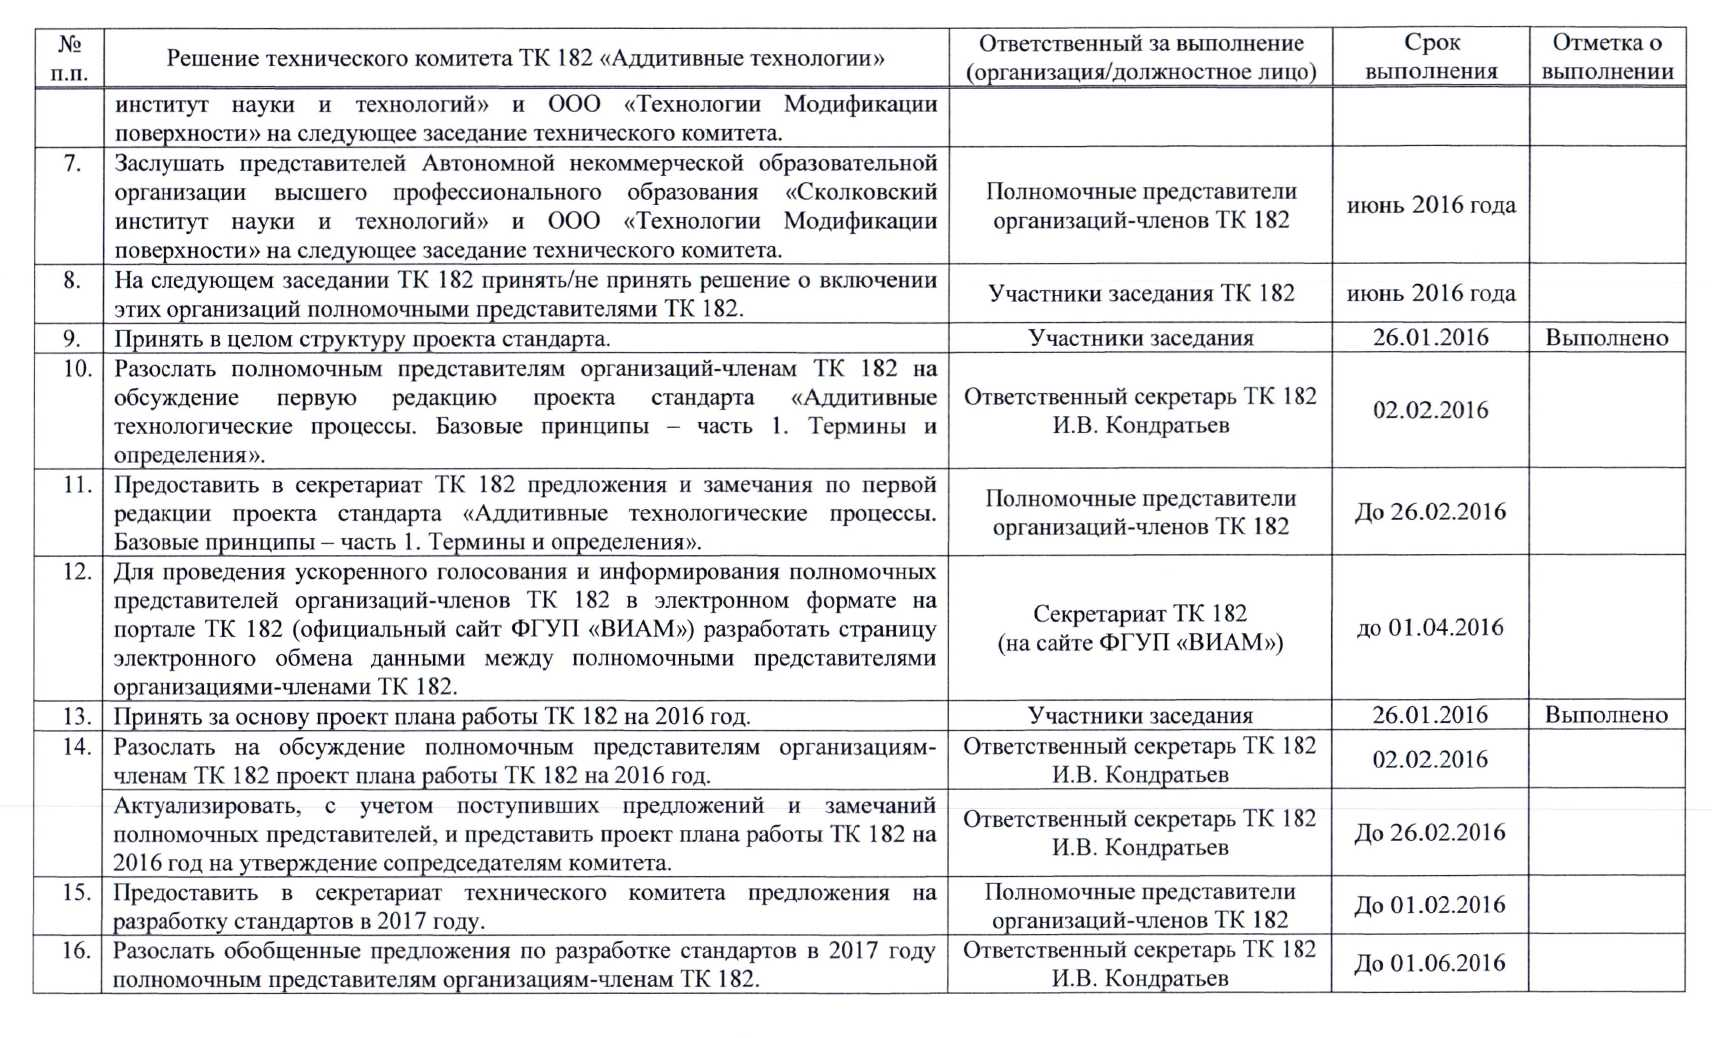 №
п.п.
Решение технического комитета ТК 182 «Аддитивные технологии»
Ответственный за выполнение
(организация/должностное лицо)
Срок
выполнения
Отметка о
выполнении
институт науки и технологий» и ООО «Технологии Модификации
поверхности» на следующее заседание технического комитета.
7.
Заслушать представителей Автономной некоммерческой образовательной
организации высшего профессионального образования «Сколковский
институт науки и технологий» и ООО «Технологии Модификации
поверхности» на следующее заседание технического комитета.
Полномочные представители
организаций-членов ТК 182
июнь 2016 года
8.
На следующем заседании ТК 182 принять/не принять решение о включении
этих организаций полномочными представителями ТК 182.
Участники заседания ТК 182
июнь 2016 года
9.
Принять в целом структуру проекта стандарта.
Участники заседания
26.01.2016
Выполнено
10.
Разослать полномочным представителям организаций-членам ТК 182 на
обсуждение первую редакцию проекта стандарта «Аддитивные
технологические процессы. Базовые принципы – часть 1. Термины и
определения».
Ответственный секретарь ТК 182
И.В. Кондратьев
02.02.2016
11.
Предоставить в секретариат ТК 182 предложения и замечания по первой
редакции проекта стандарта «Аддитивные технологические процессы.
Базовые принципы – часть 1. Термины и определения».
Полномочные представители
организаций-членов ТК 182
До 26.02.2016
12.
Для проведения ускоренного голосования и информирования полномочных
представителей организаций-членов ТК 182 в электронном формате на
портале ТК 182 (официальный сайт ФГУП «ВИАМ») разработать страницу
электронного обмена данными между полномочными представителями
организациями-членами ТК 182.
Секретариат ТК 182
(на сайте ФГУП «ВИАМ»)
до 01.04.2016
13.
Принять за основу проект плана работы ТК 182 на 2016 год.
Участники заседания
26.01.2016
Выполнено
14.
Разослать на обсуждение полномочным представителям организациям-
членам ТК 182 проект плана работы ТК 182 на 2016 год.
Ответственный секретарь ТК 182
И.В. Кондратьев
02.02.2016
Актуализировать, с учетом поступивших предложений и замечаний
полномочных представителей, и представить проект плана работы ТК 182 на
2016 год на утверждение сопредседателям комитета.
Ответственный секретарь ТК 182
И.В. Кондратьев
До 26.02.2016
15.
Предоставить в секретариат технического комитета предложения на
разработку стандартов в 2017 году.
Полномочные представители
организаций-членов ТК 182
До 01.02.2016
16.
Разослать обобщенные предложения по разработке стандартов в 2017 году
полномочным представителям организациям-членам ТК 182.
Ответственный секретарь ТК 182
И.В. Кондратьев
До 01.06.2016